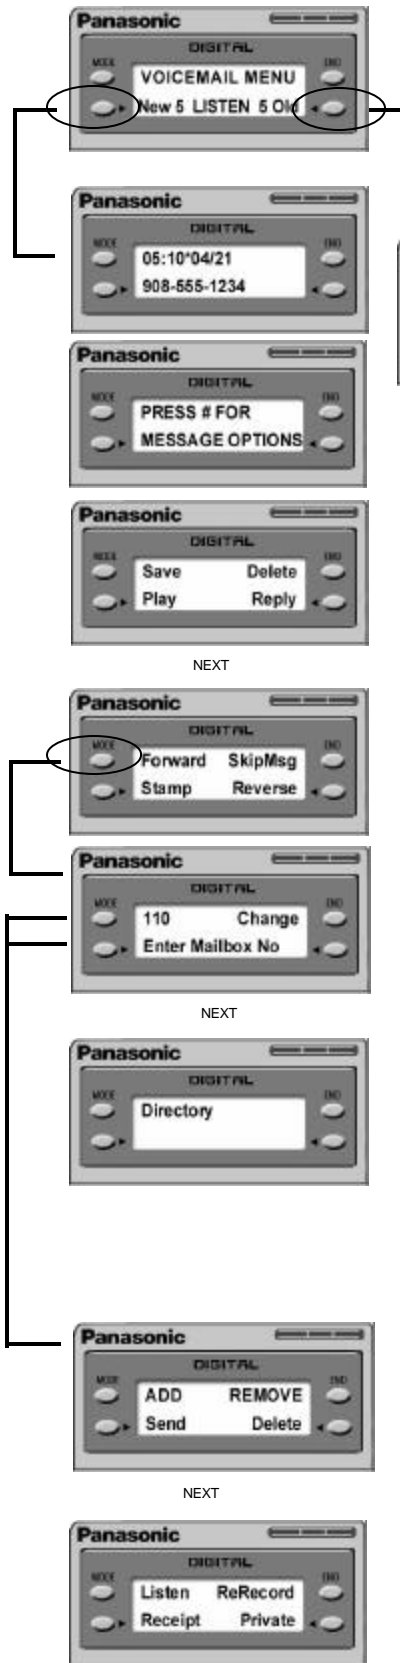 Panasonic
DIGITAL
MODE END
VOICEMAIL MENU
New 5 LISTEN 5 Old
Panasonic
DIGITAL
MODE END
05:10*04/21
908-555-1234
Panasonic
DIGITAL
MODE END
PRESS # FOR
MESSAGE OPTIONS
Panasonic
DIGITAL
MODE END
Save Delete
Play Reply
NEXT
Panasonic
DIGITAL
MODE END
Forward SkipMsg
Stamp Reverse
Panasonic
DIGITAL
MODE END
110 Change
Enter Mailbox No
NEXT
Panasonic
DIGITAL
MODE END
Directory
Panasonic
DIGITAL
MODE END
ADD REMOVE
Send Delete
NEXT
Panasonic
DIGITAL
MODE END
Listen ReRecord
Receipt Private